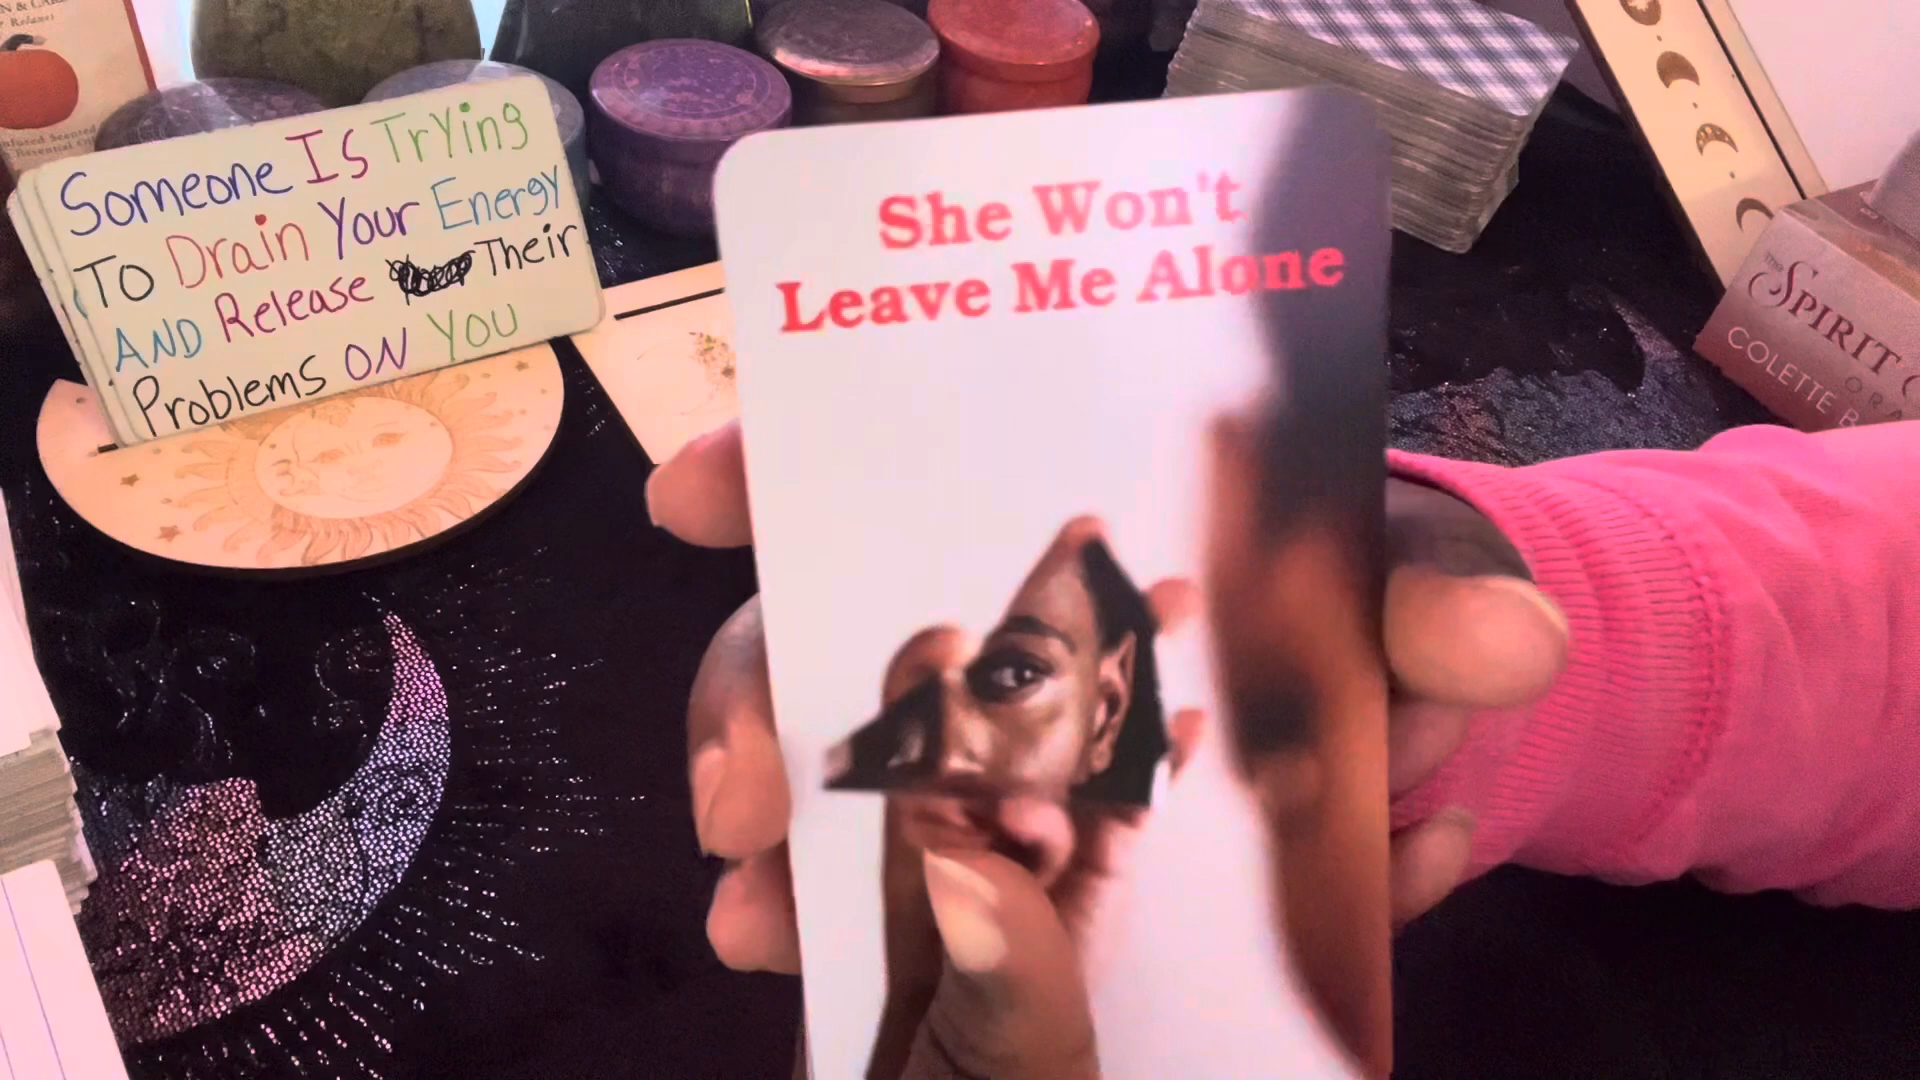 Someone IS Trying
To Drain Your Energy
AND Release Their
Problems ON YOU
She Won't
Leave Me Alone
THE
SPIRIT
COLETTE